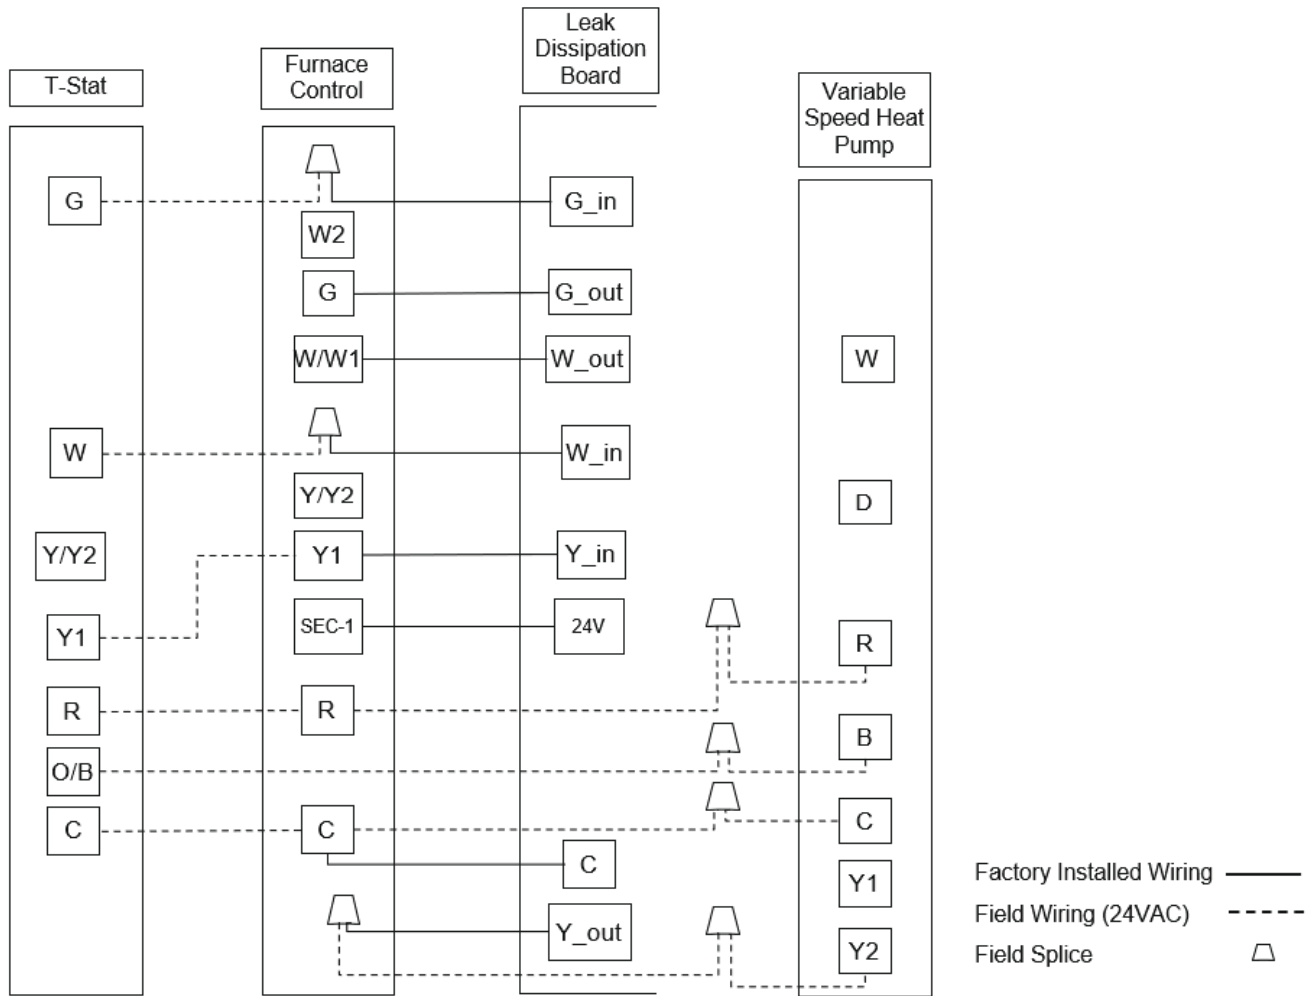 T-Stat
G
W
Y/Y2
Y1
R
O/B
C
Furnace
Control
W2
G
W/W1
Y/Y2
Y1
SEC-1
R
C
Leak
Dissipation
Board
G_in
G_out
W_out
W_in
Y_in
24V
C
Y_out
Variable
Speed Heat
Pump
W
D
R
B
C
Y1
Y2
Factory Installed Wiring
Field Wiring (24VAC)
Field Splice